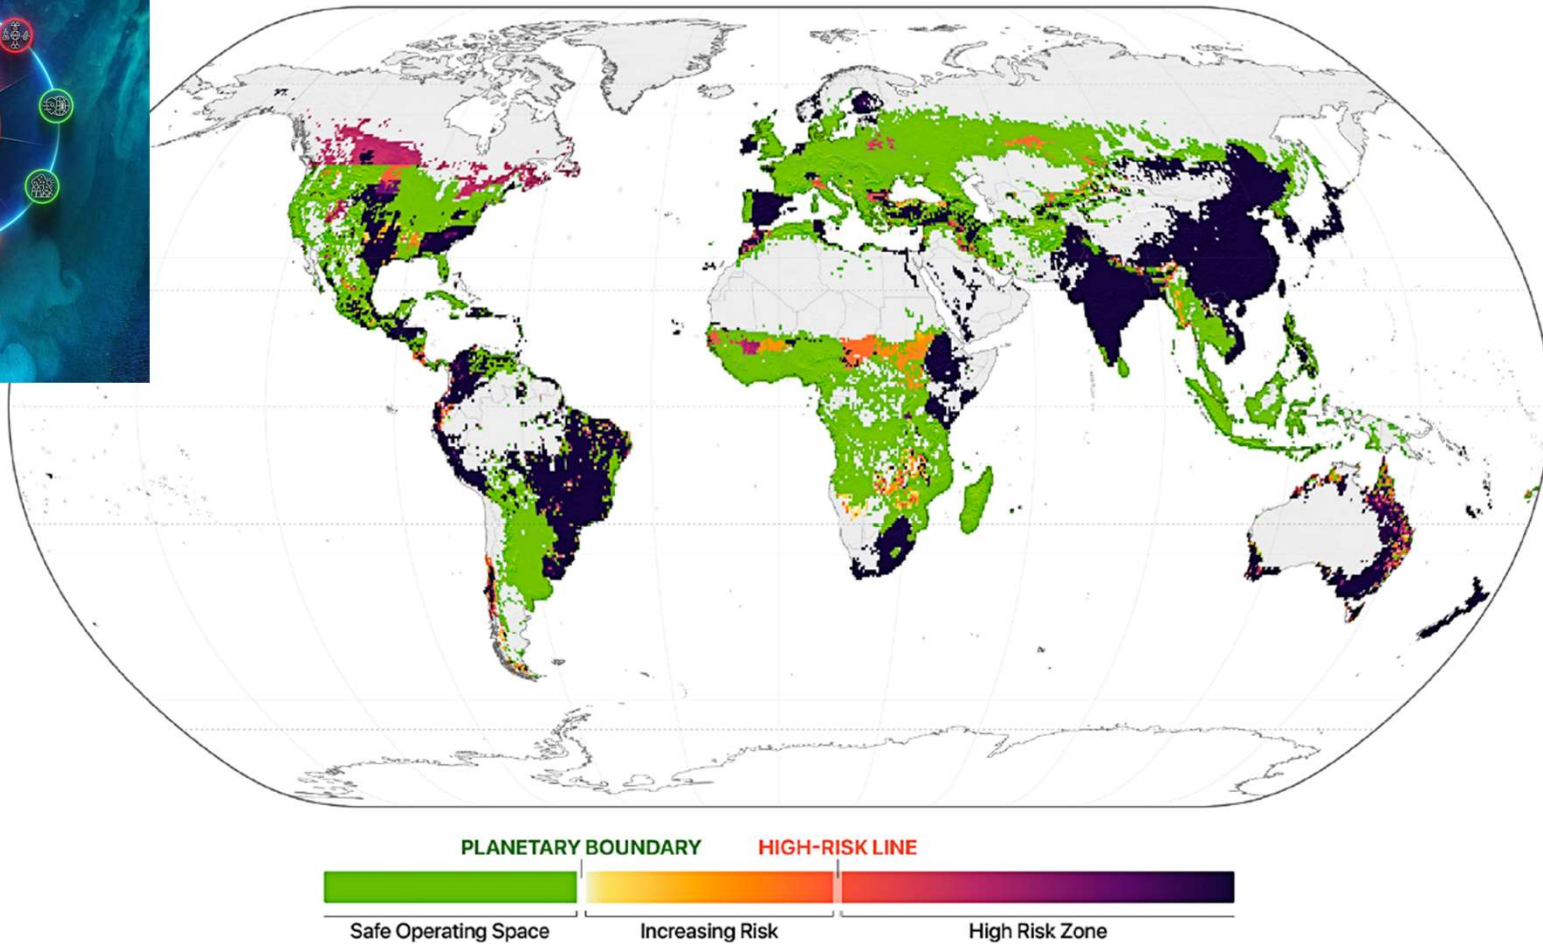 PLANETARY BOUNDARY
HIGH-RISK LINE
Safe Operating Space
Increasing Risk
High Risk Zone